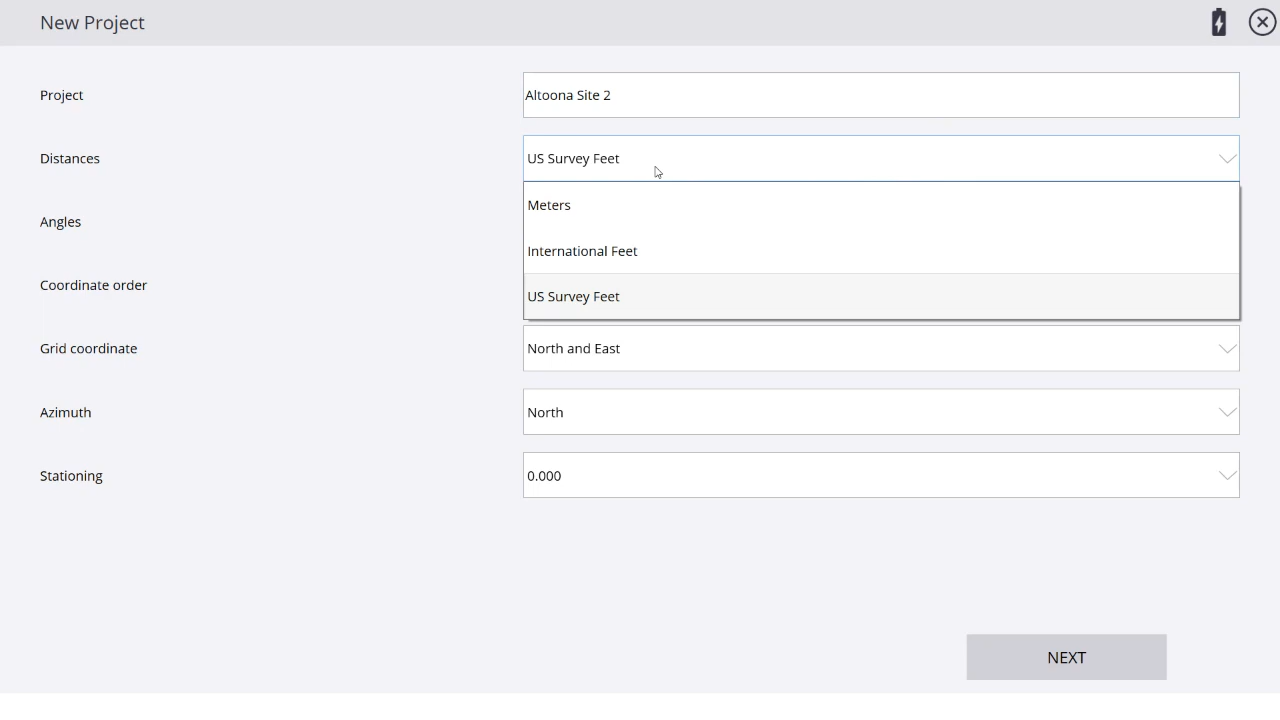 New Project
Project
Altoona Site 2
Distances
US Survey Feet
Meters
Angles
International Feet
Coordinate order
US Survey Feet
Grid coordinate
North and East
Azimuth
North
Stationing
0.000
NEXT